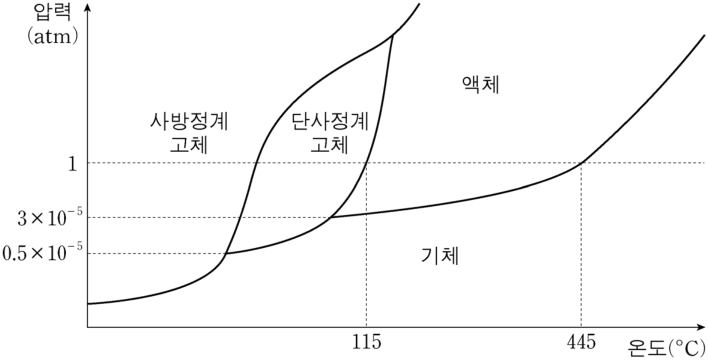 압력
(atm)
액체
사방정계
고체
단사정계
고체
1
3×10⁻⁵
0.5×10⁻⁵
기체
115
445
온도(°C)